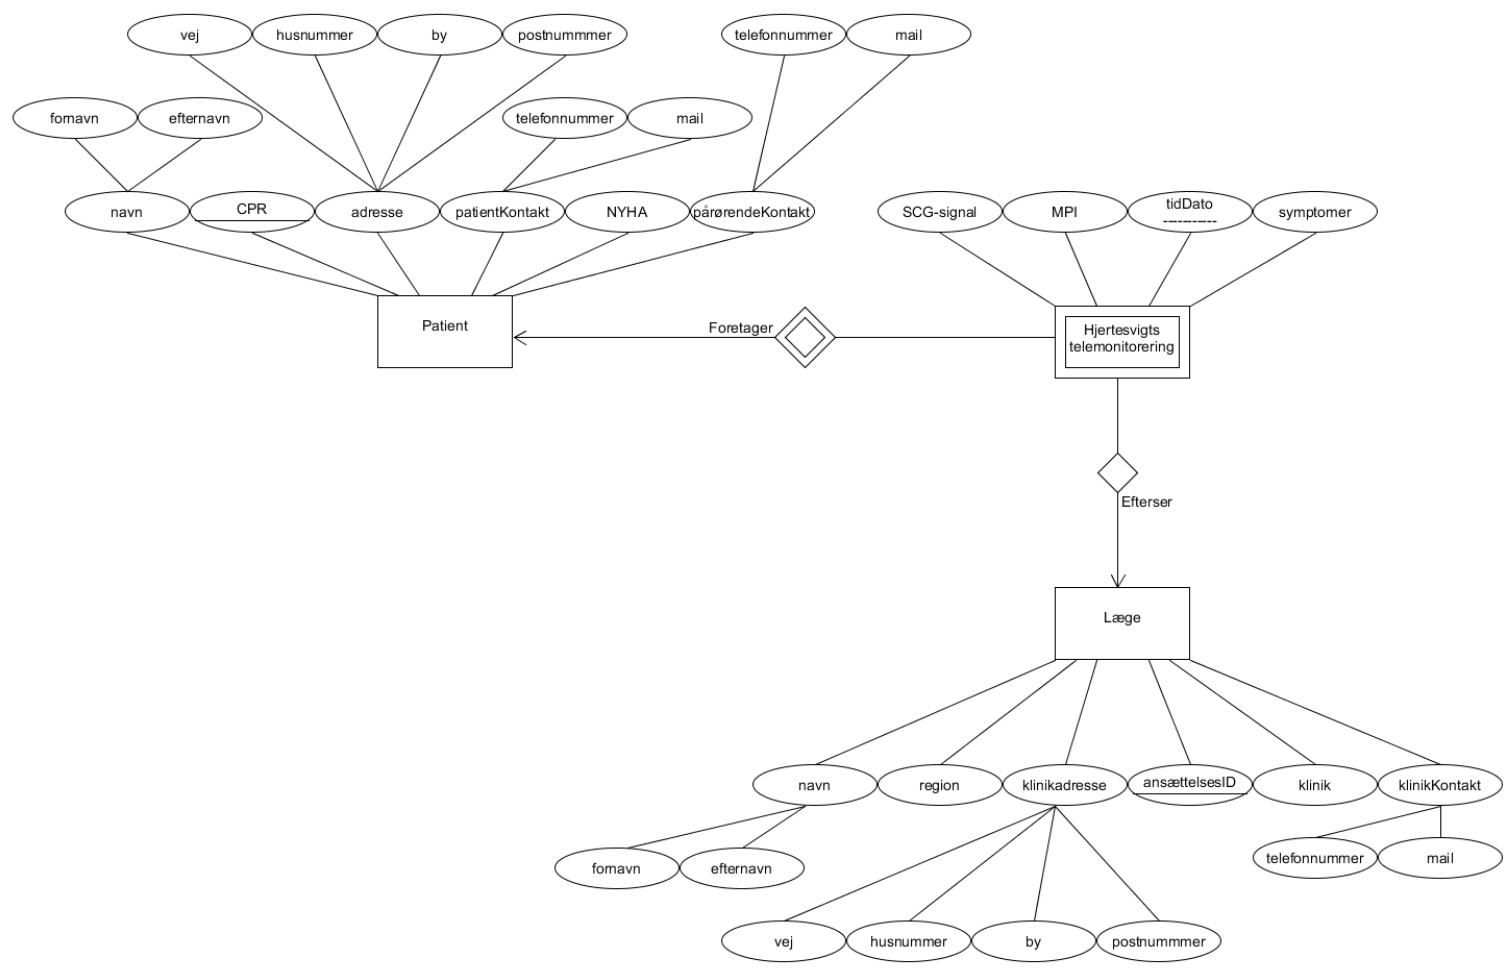 vej
husnummer
by
postnummmer
telefonnummer
mail
fornavn
efternavn
telefonnummer
mail
navn
CPR
adresse
patientKontakt
NYHA
pårørendeKontakt
SCG-signal
MPI
tidDato
-----------
symptomer
Patient
Foretager
Hjertesvigts
telemonitorering
Efterser
Læge
navn
region
klinikadresse
ansættelsesID
klinik
klinikKontakt
fornavn
efternavn
telefonnummer
mail
vej
husnummer
by
postnummmer